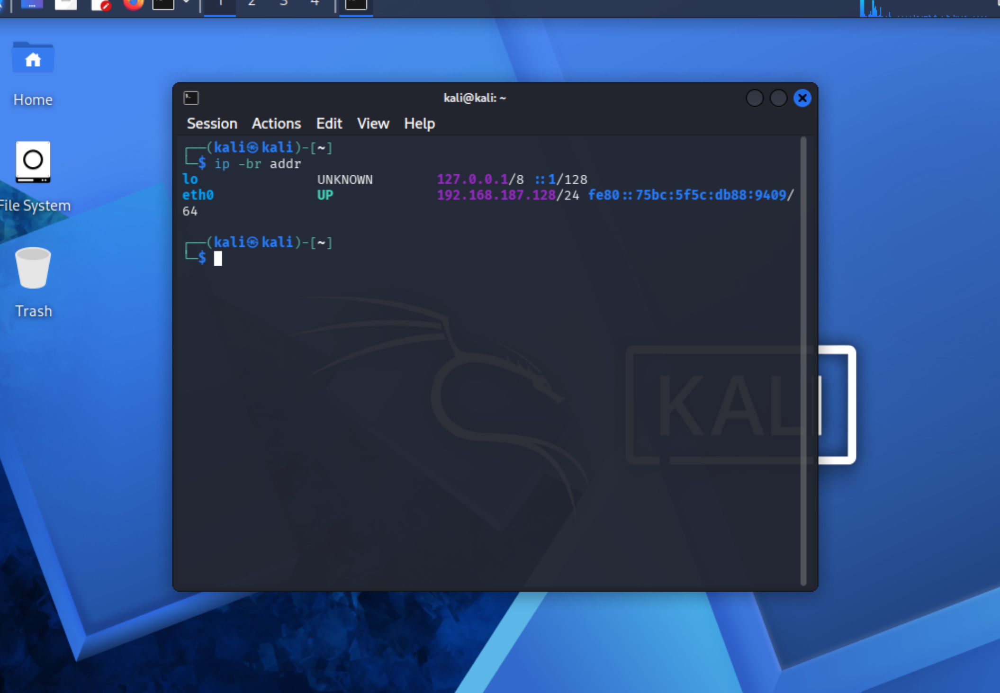 1 2 3 4
Home
File System
Trash
kali@kali: ~
Session Actions Edit View Help
┌──(kali㉿kali)-[~]
└─$ ip -br addr
lo UNKNOWN 127.0.0.1/8 ::1/128
eth0 UP 192.168.187.128/24 fe80::75bc:5f5c:db88:9409/
64
┌──(kali㉿kali)-[~]
└─$
KALI